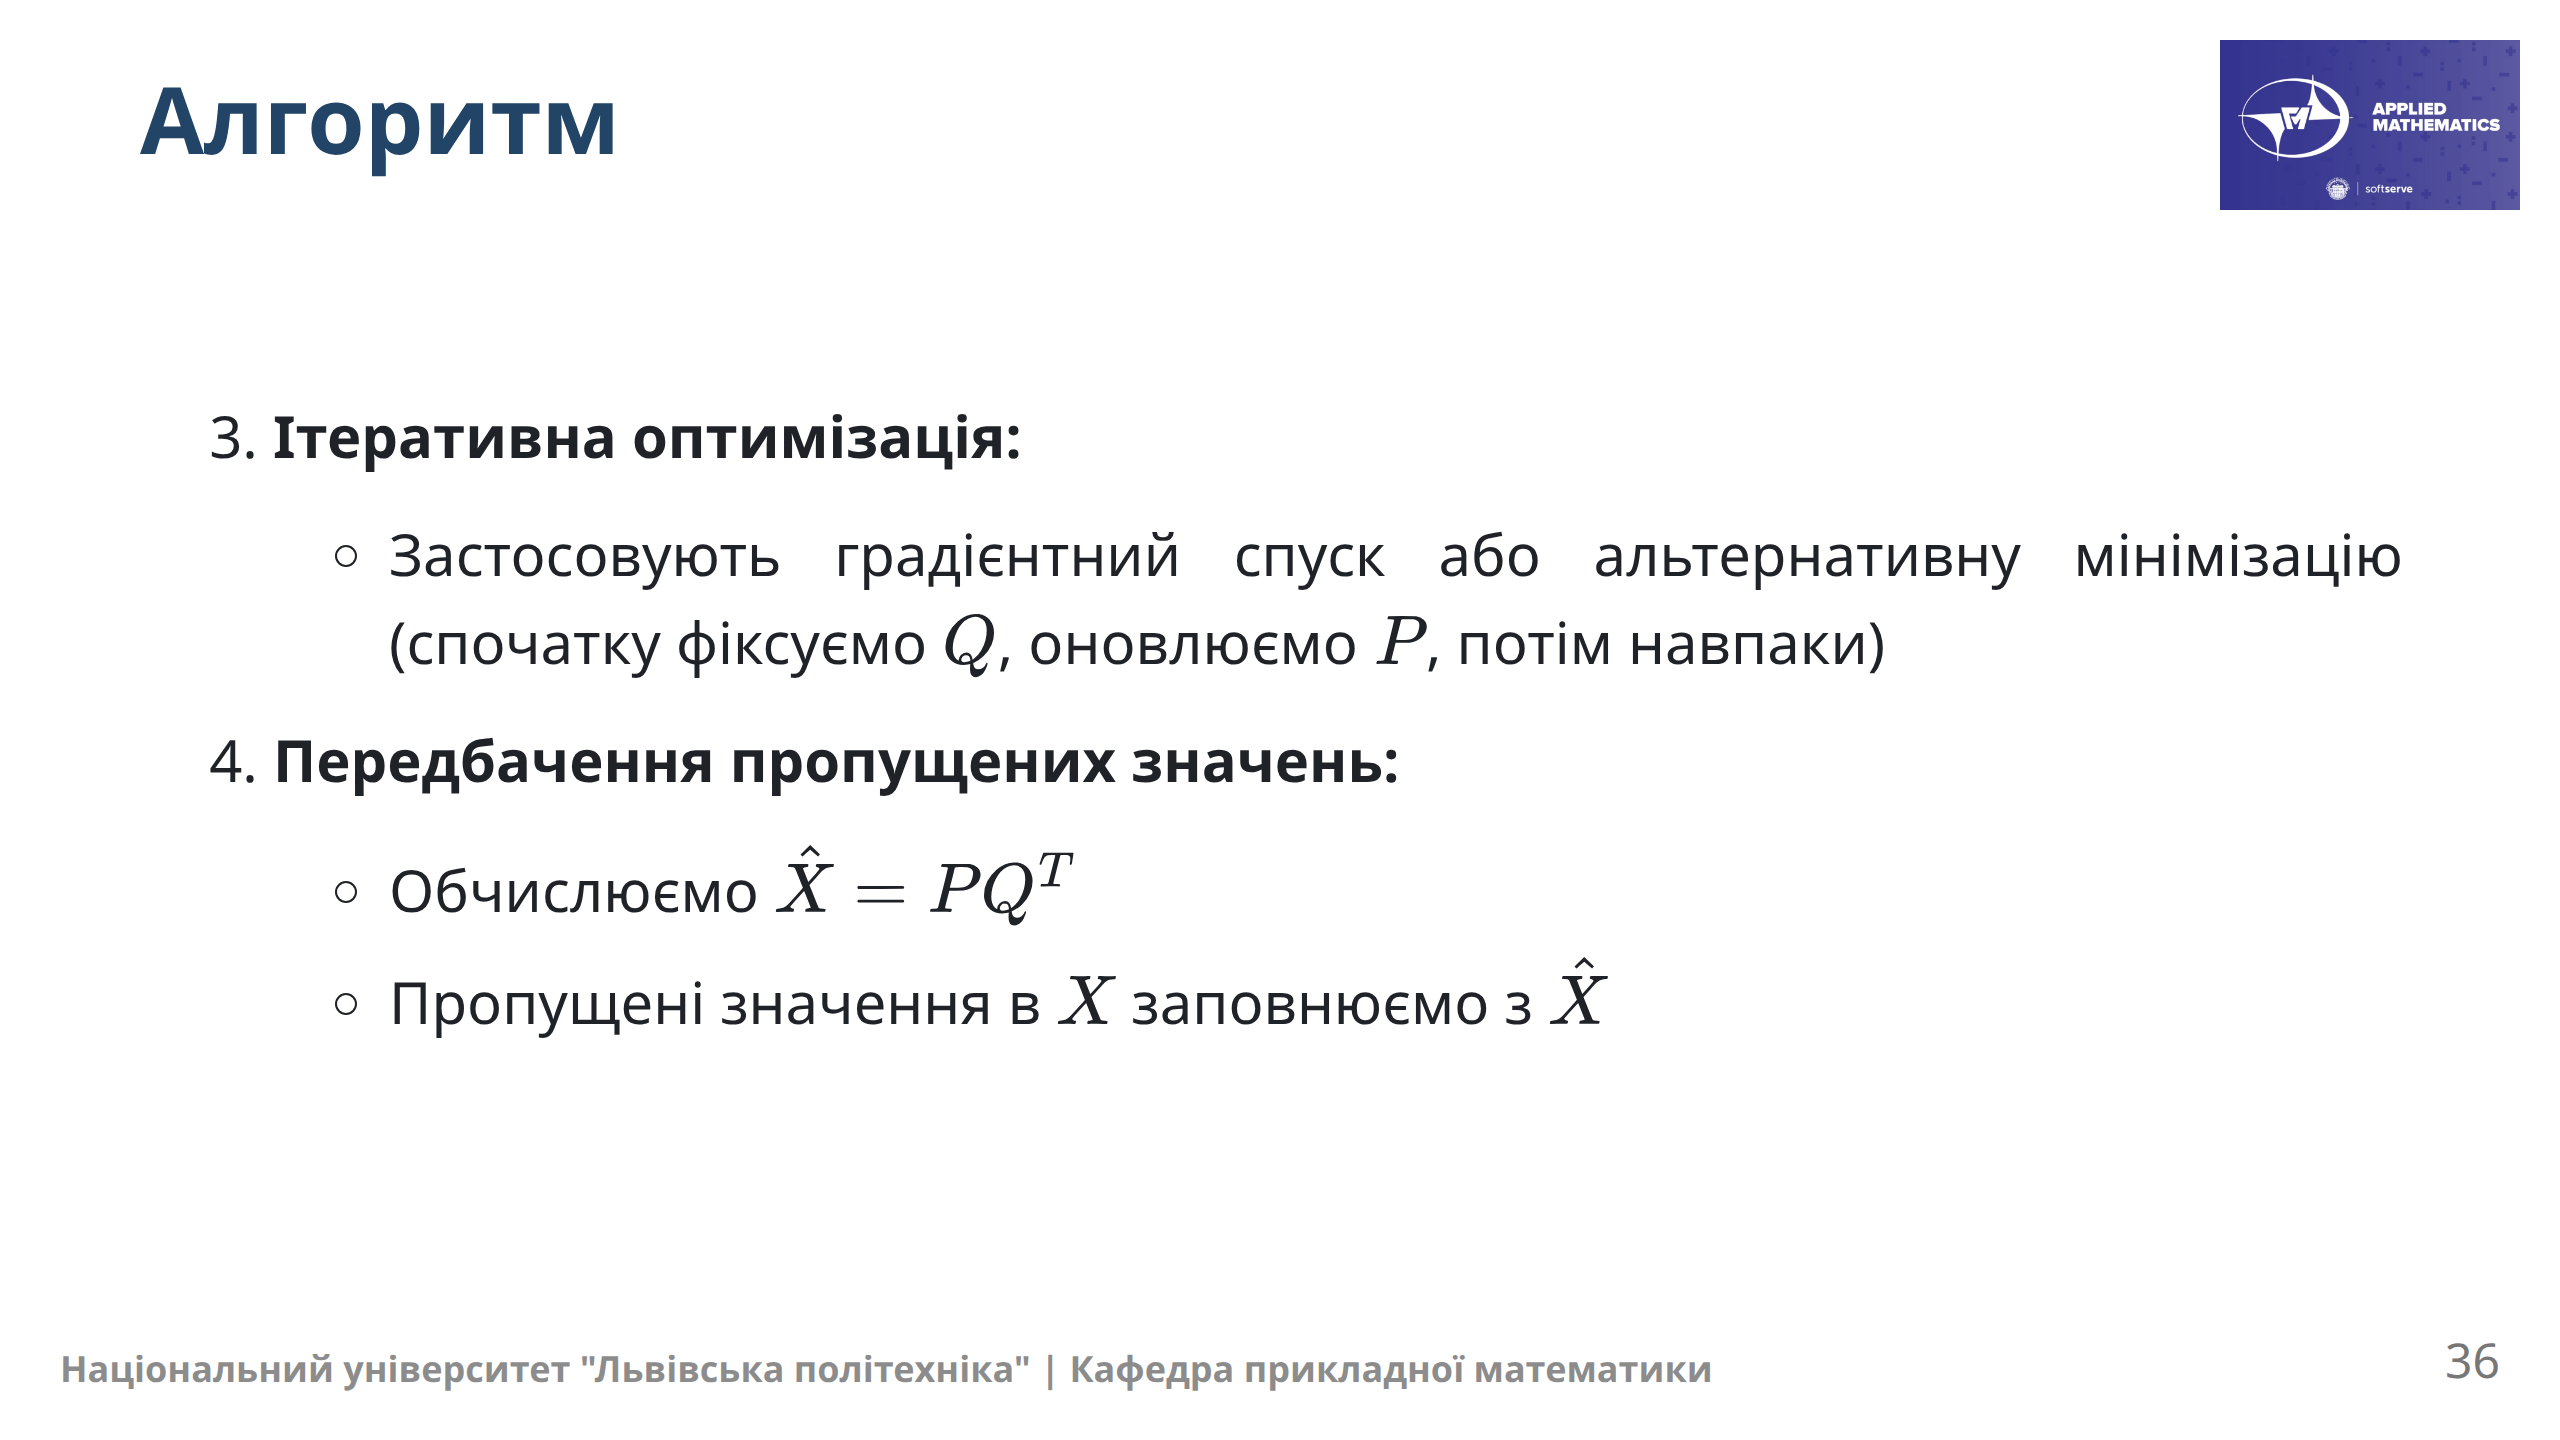 Алгоритм
APPLIED
MATHEMATICS
softserve
3. Ітеративна оптимізація:
Застосовують градієнтний спуск або альтернативну мінімізацію
(спочатку фіксуємо Q, оновлюємо P, потім навпаки)
4. Передбачення пропущених значень:
Обчислюємо X̂ = PQ^T
Пропущені значення в X заповнюємо з X̂
Національний університет "Львівська політехніка" | Кафедра прикладної математики
36